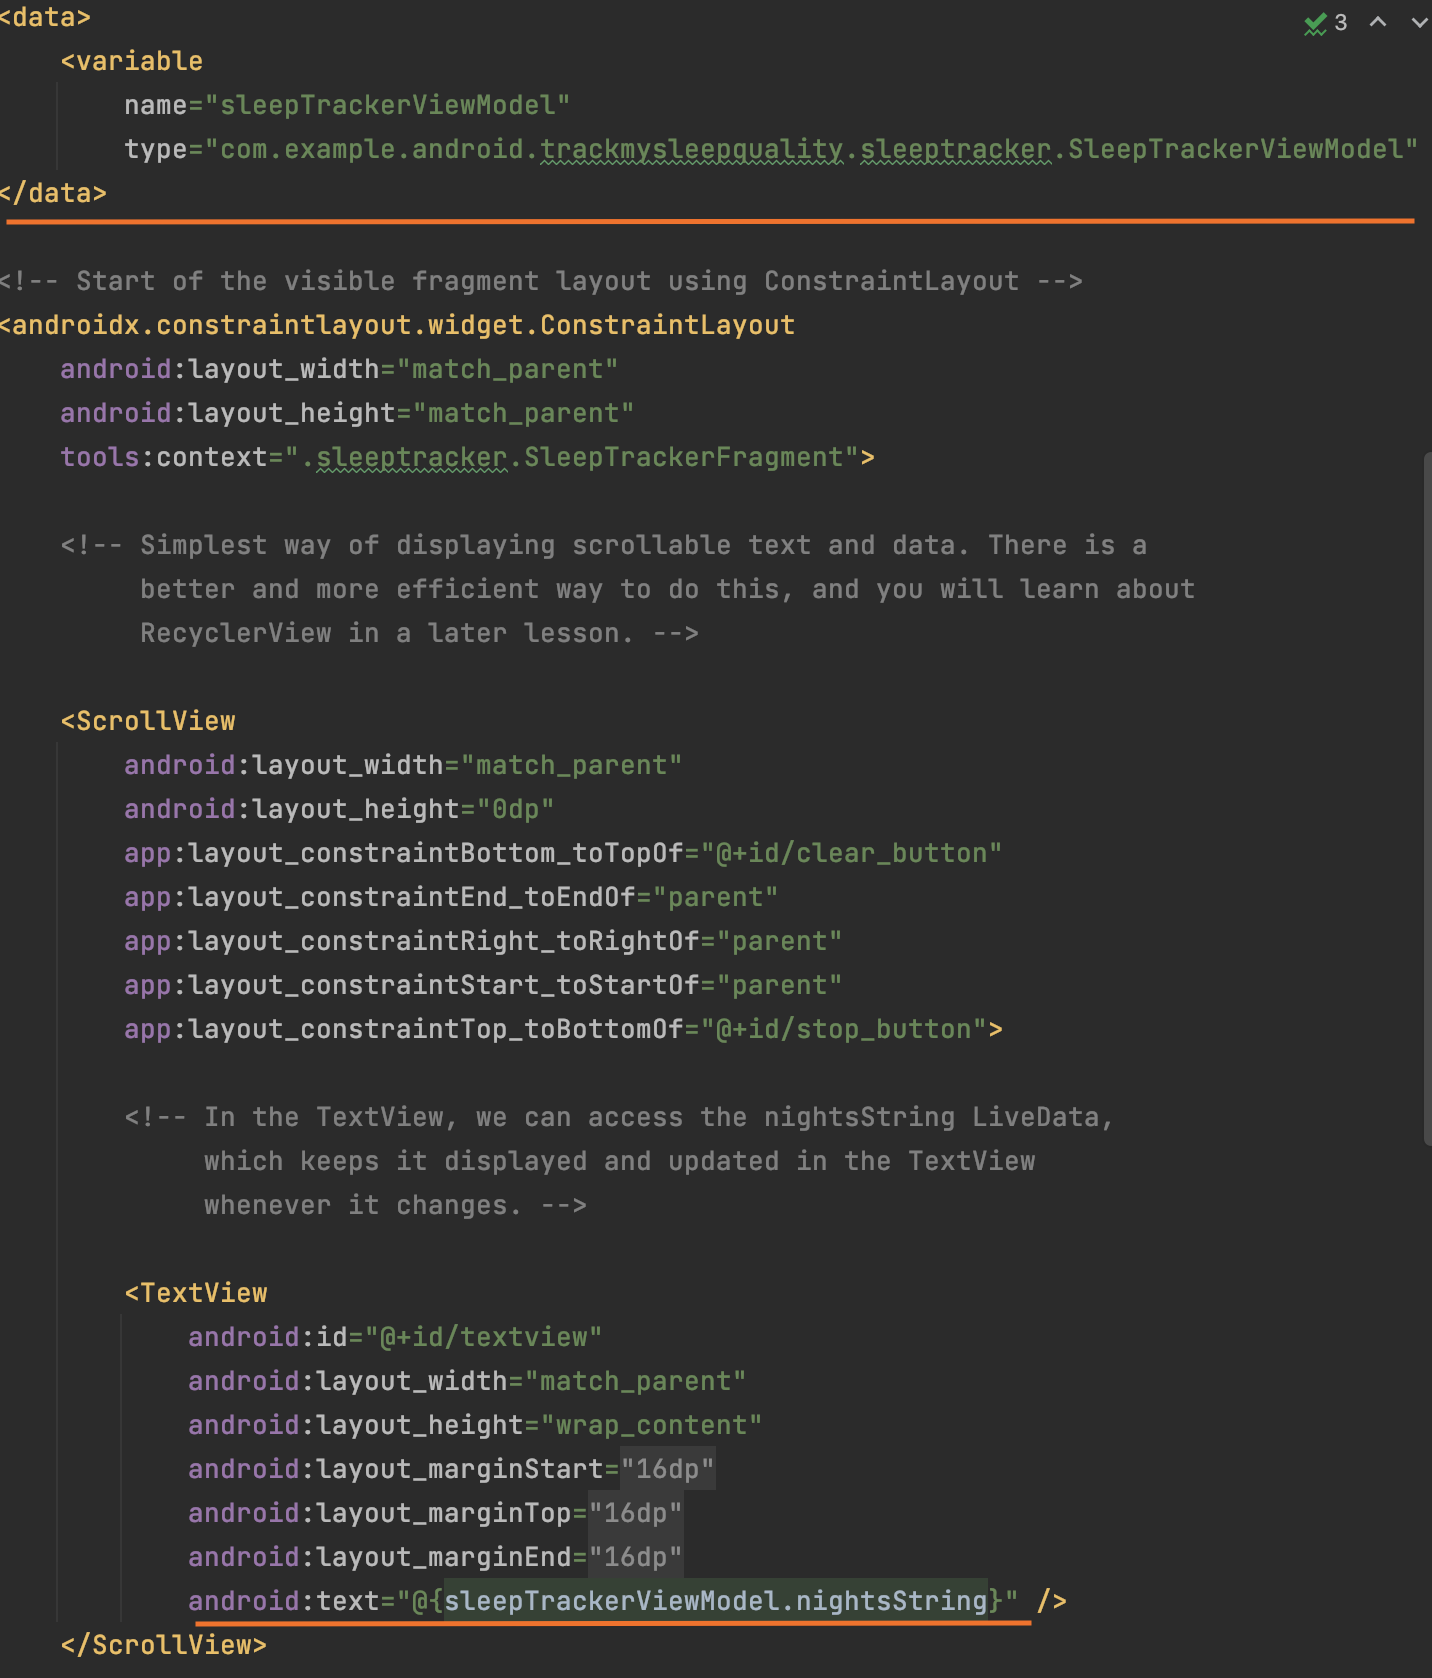 <data>
    <variable
        name="sleepTrackerViewModel"
        type="com.example.android.trackmysleepquality.sleeptracker.SleepTrackerViewModel"
</data>
3
<!-- Start of the visible fragment layout using ConstraintLayout -->
<androidx.constraintlayout.widget.ConstraintLayout
    android:layout_width="match_parent"
    android:layout_height="match_parent"
    tools:context=".sleeptracker.SleepTrackerFragment">
    <!-- Simplest way of displaying scrollable text and data. There is a
         better and more efficient way to do this, and you will learn about
         RecyclerView in a later lesson. -->
    <ScrollView
        android:layout_width="match_parent"
        android:layout_height="0dp"
        app:layout_constraintBottom_toTopOf="@+id/clear_button"
        app:layout_constraintEnd_toEndOf="parent"
        app:layout_constraintRight_toRightOf="parent"
        app:layout_constraintStart_toStartOf="parent"
        app:layout_constraintTop_toBottomOf="@+id/stop_button">
        <!-- In the TextView, we can access the nightsString LiveData,
             which keeps it displayed and updated in the TextView
             whenever it changes. -->
        <TextView
            android:id="@+id/textview"
            android:layout_width="match_parent"
            android:layout_height="wrap_content"
            android:layout_marginStart="16dp"
            android:layout_marginTop="16dp"
            android:layout_marginEnd="16dp"
            android:text="@{sleepTrackerViewModel.nightsString}" />
    </ScrollView>